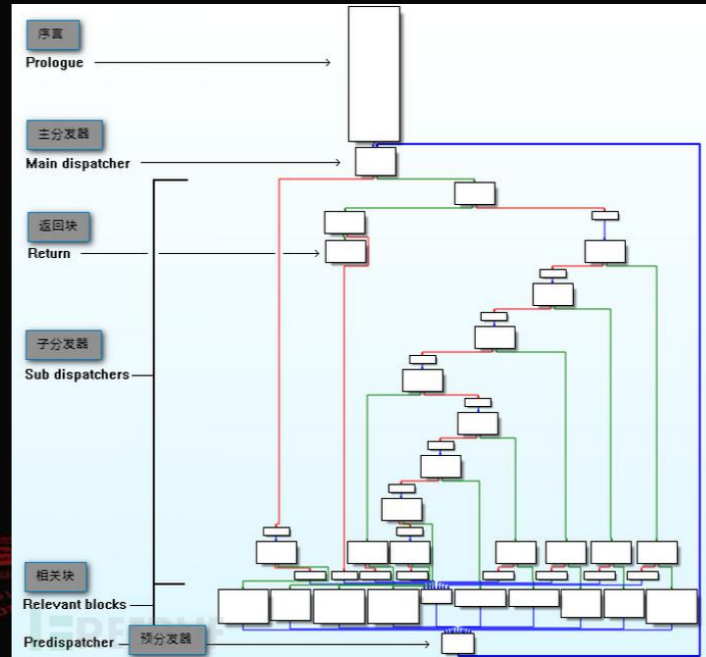 序言
Prologue
主分发器
Main dispatcher
返回块
Return
子分发器
Sub dispatchers
相关块
Relevant blocks
Predispatcher
预分发器